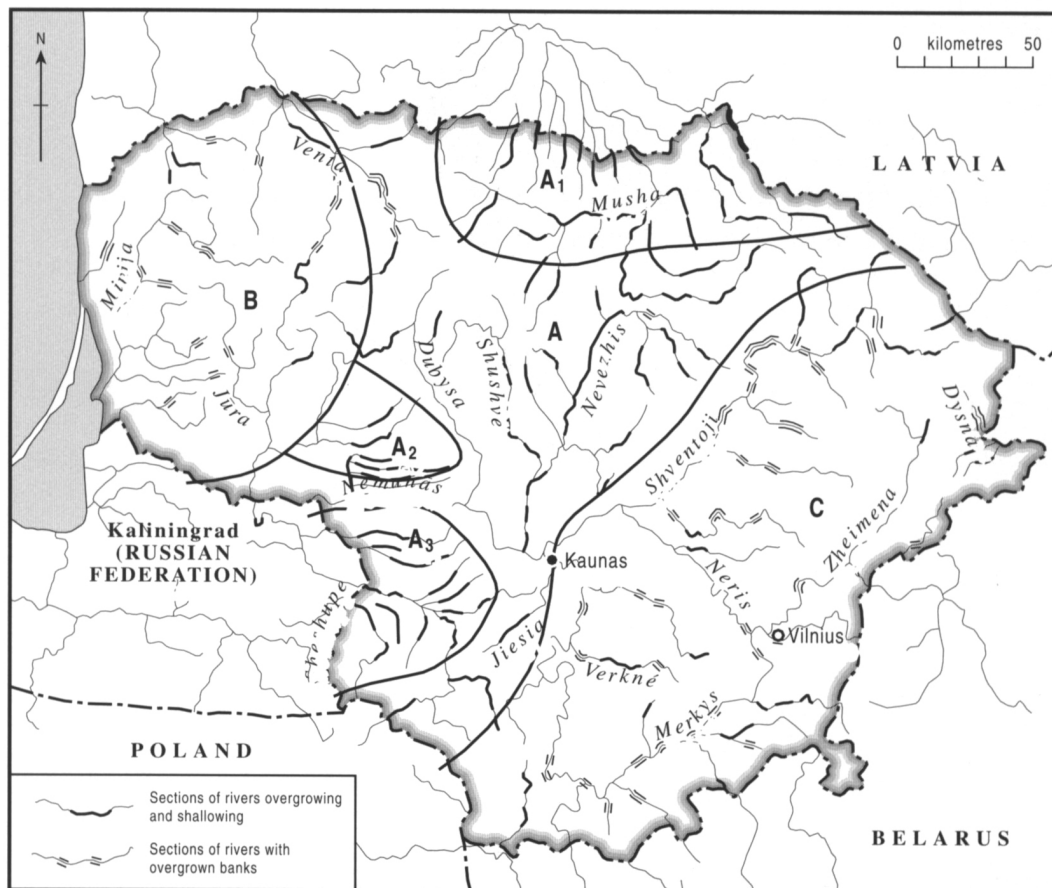 N
0 kilometres 50
LATVIA
Venta
A1
Musha
Mirija
B
A
Dubysa
Shushve
Nevezhis
Jura
Shventoji
Dysna
A2
Nemunas
C
Kaliningrad
(RUSSIAN
FEDERATION)
A3
Kaunas
Zheimena
Neris
Vilnius
Jiesia
Verkné
Merkys
POLAND
BELARUS
Sections of rivers overgrowing
and shallowing
Sections of rivers with
overgrown banks